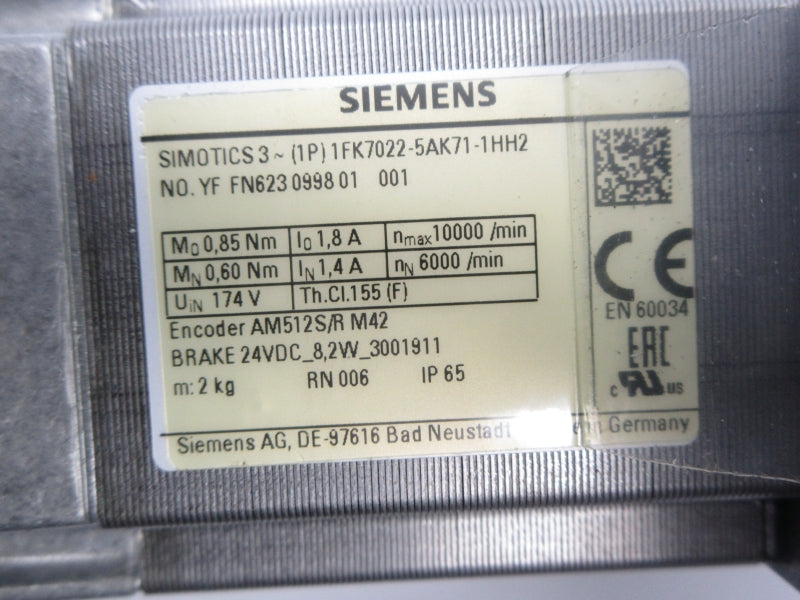 SIEMENS
SIMOTICS 3 ~ (1P) 1FK7022-5AK71-1HH2
NO. YF FN623 0998 01 001
M0 0,85 Nm I0 1,8 A nmax 10000 /min
MN 0,60 Nm IN 1,4 A nN 6000 /min
UiN 174 V Th.Cl.155 (F)
Encoder AM512S/R M42
BRAKE 24VDC_8,2W_3001911
m: 2 kg RN 006 IP 65
CE
EN 60034
EAC
c RU us
Siemens AG, DE-97616 Bad Neustadt Germany